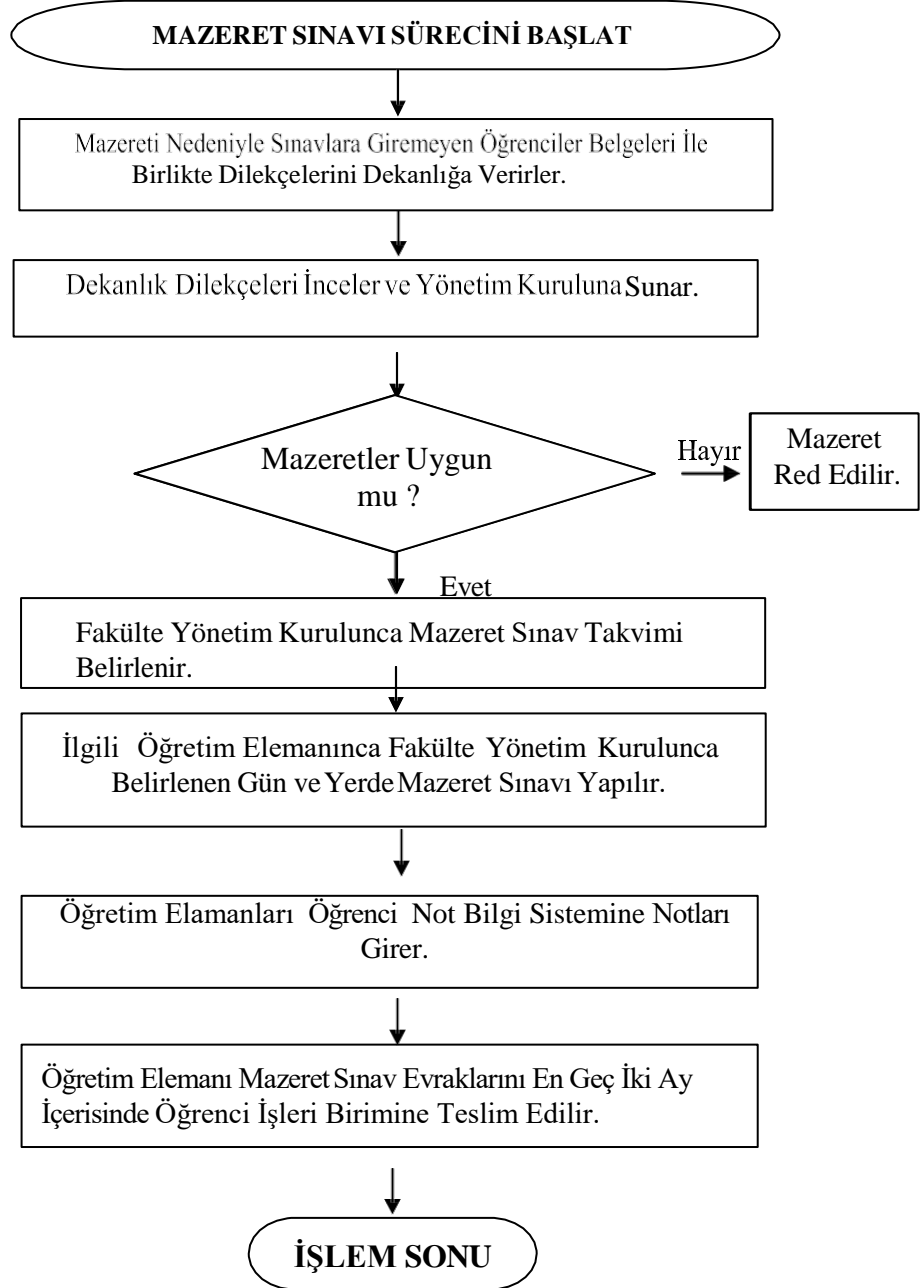 MAZERET SINAVI SÜRECİNİ BAŞLAT
Mazereti Nedeniyle Sınavlara Giremeyen Öğrenciler Belgeleri İle
Birlikte Dilekçelerini Dekanlığa Verirler.
Dekanlık Dilekçeleri İnceler ve Yönetim Kuruluna Sunar.
Mazeretler Uygun
mu ?
Hayır
Mazeret
Red Edilir.
Evet
Fakülte Yönetim Kurulunca Mazeret Sınav Takvimi
Belirlenir.
İlgili Öğretim Elemanınca Fakülte Yönetim Kurulunca
Belirlenen Gün ve Yerde Mazeret Sınavı Yapılır.
Öğretim Elamanları Öğrenci Not Bilgi Sistemine Notları
Girer.
Öğretim Elemanı Mazeret Sınav Evraklarını En Geç İki Ay
İçerisinde Öğrenci İşleri Birimine Teslim Edilir.
İŞLEM SONU